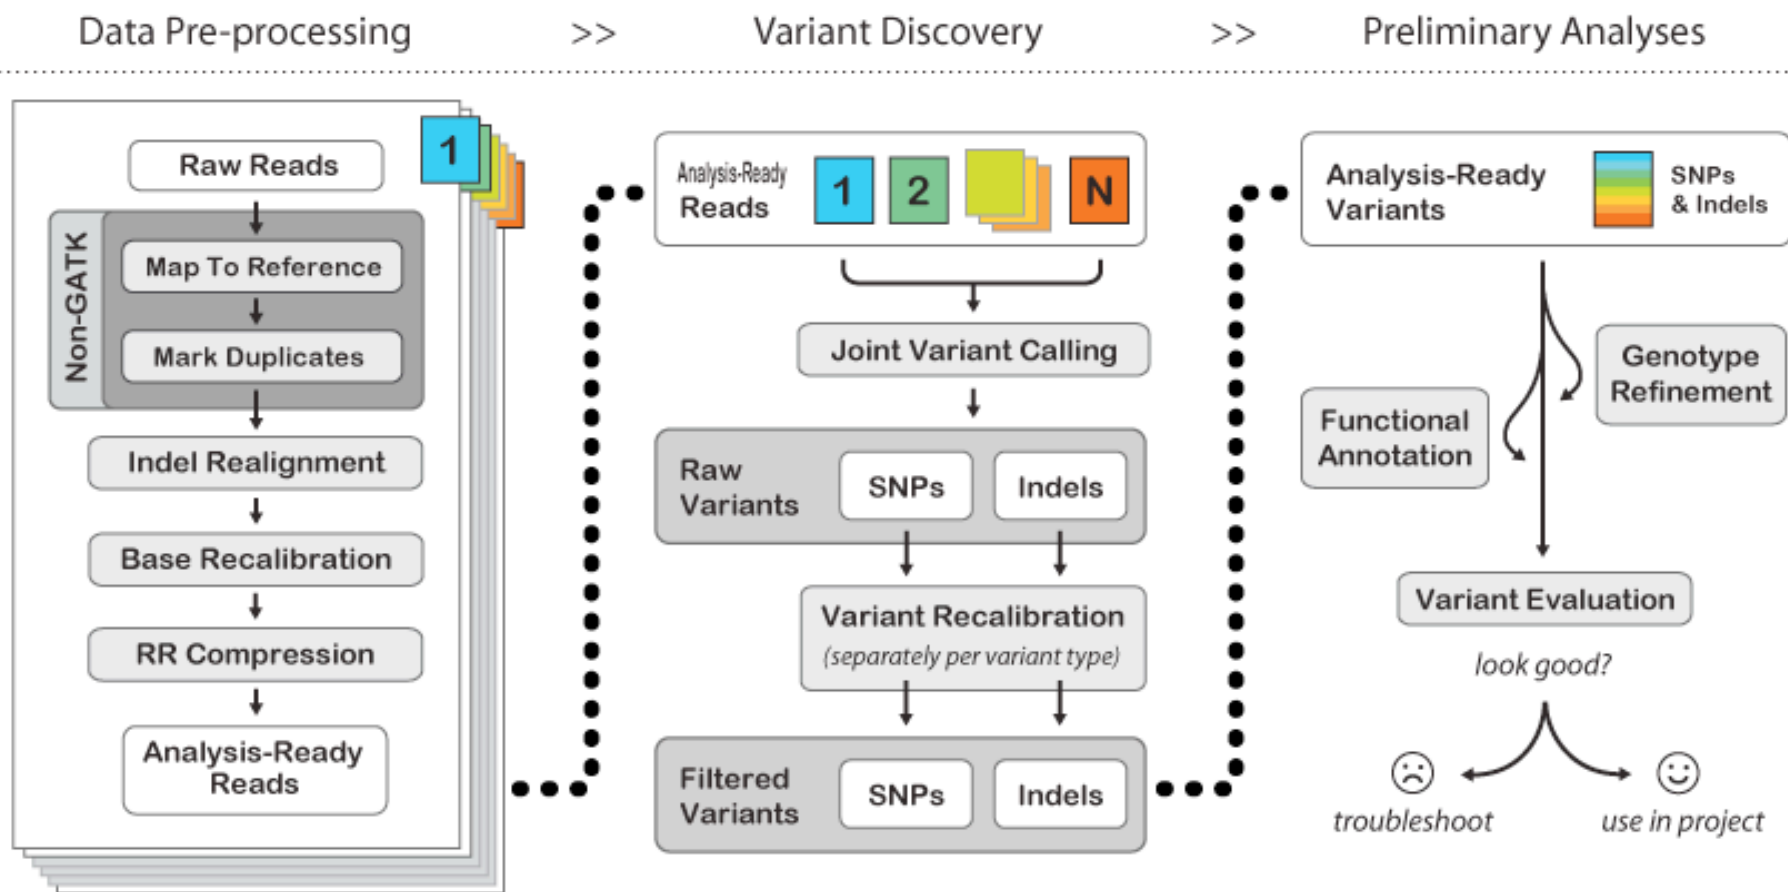 Data Pre-processing >> Variant Discovery >> Preliminary Analyses
1
Raw Reads
Non-GATK
Map To Reference
Mark Duplicates
Indel Realignment
Base Recalibration
RR Compression
Analysis-Ready
Reads
Analysis-Ready
Reads
1 2 N
Joint Variant Calling
Raw
Variants
SNPs Indels
Variant Recalibration
(separately per variant type)
Filtered
Variants
SNPs Indels
Analysis-Ready
Variants
SNPs
& Indels
Genotype
Refinement
Functional
Annotation
Variant Evaluation
look good?
troubleshoot use in project